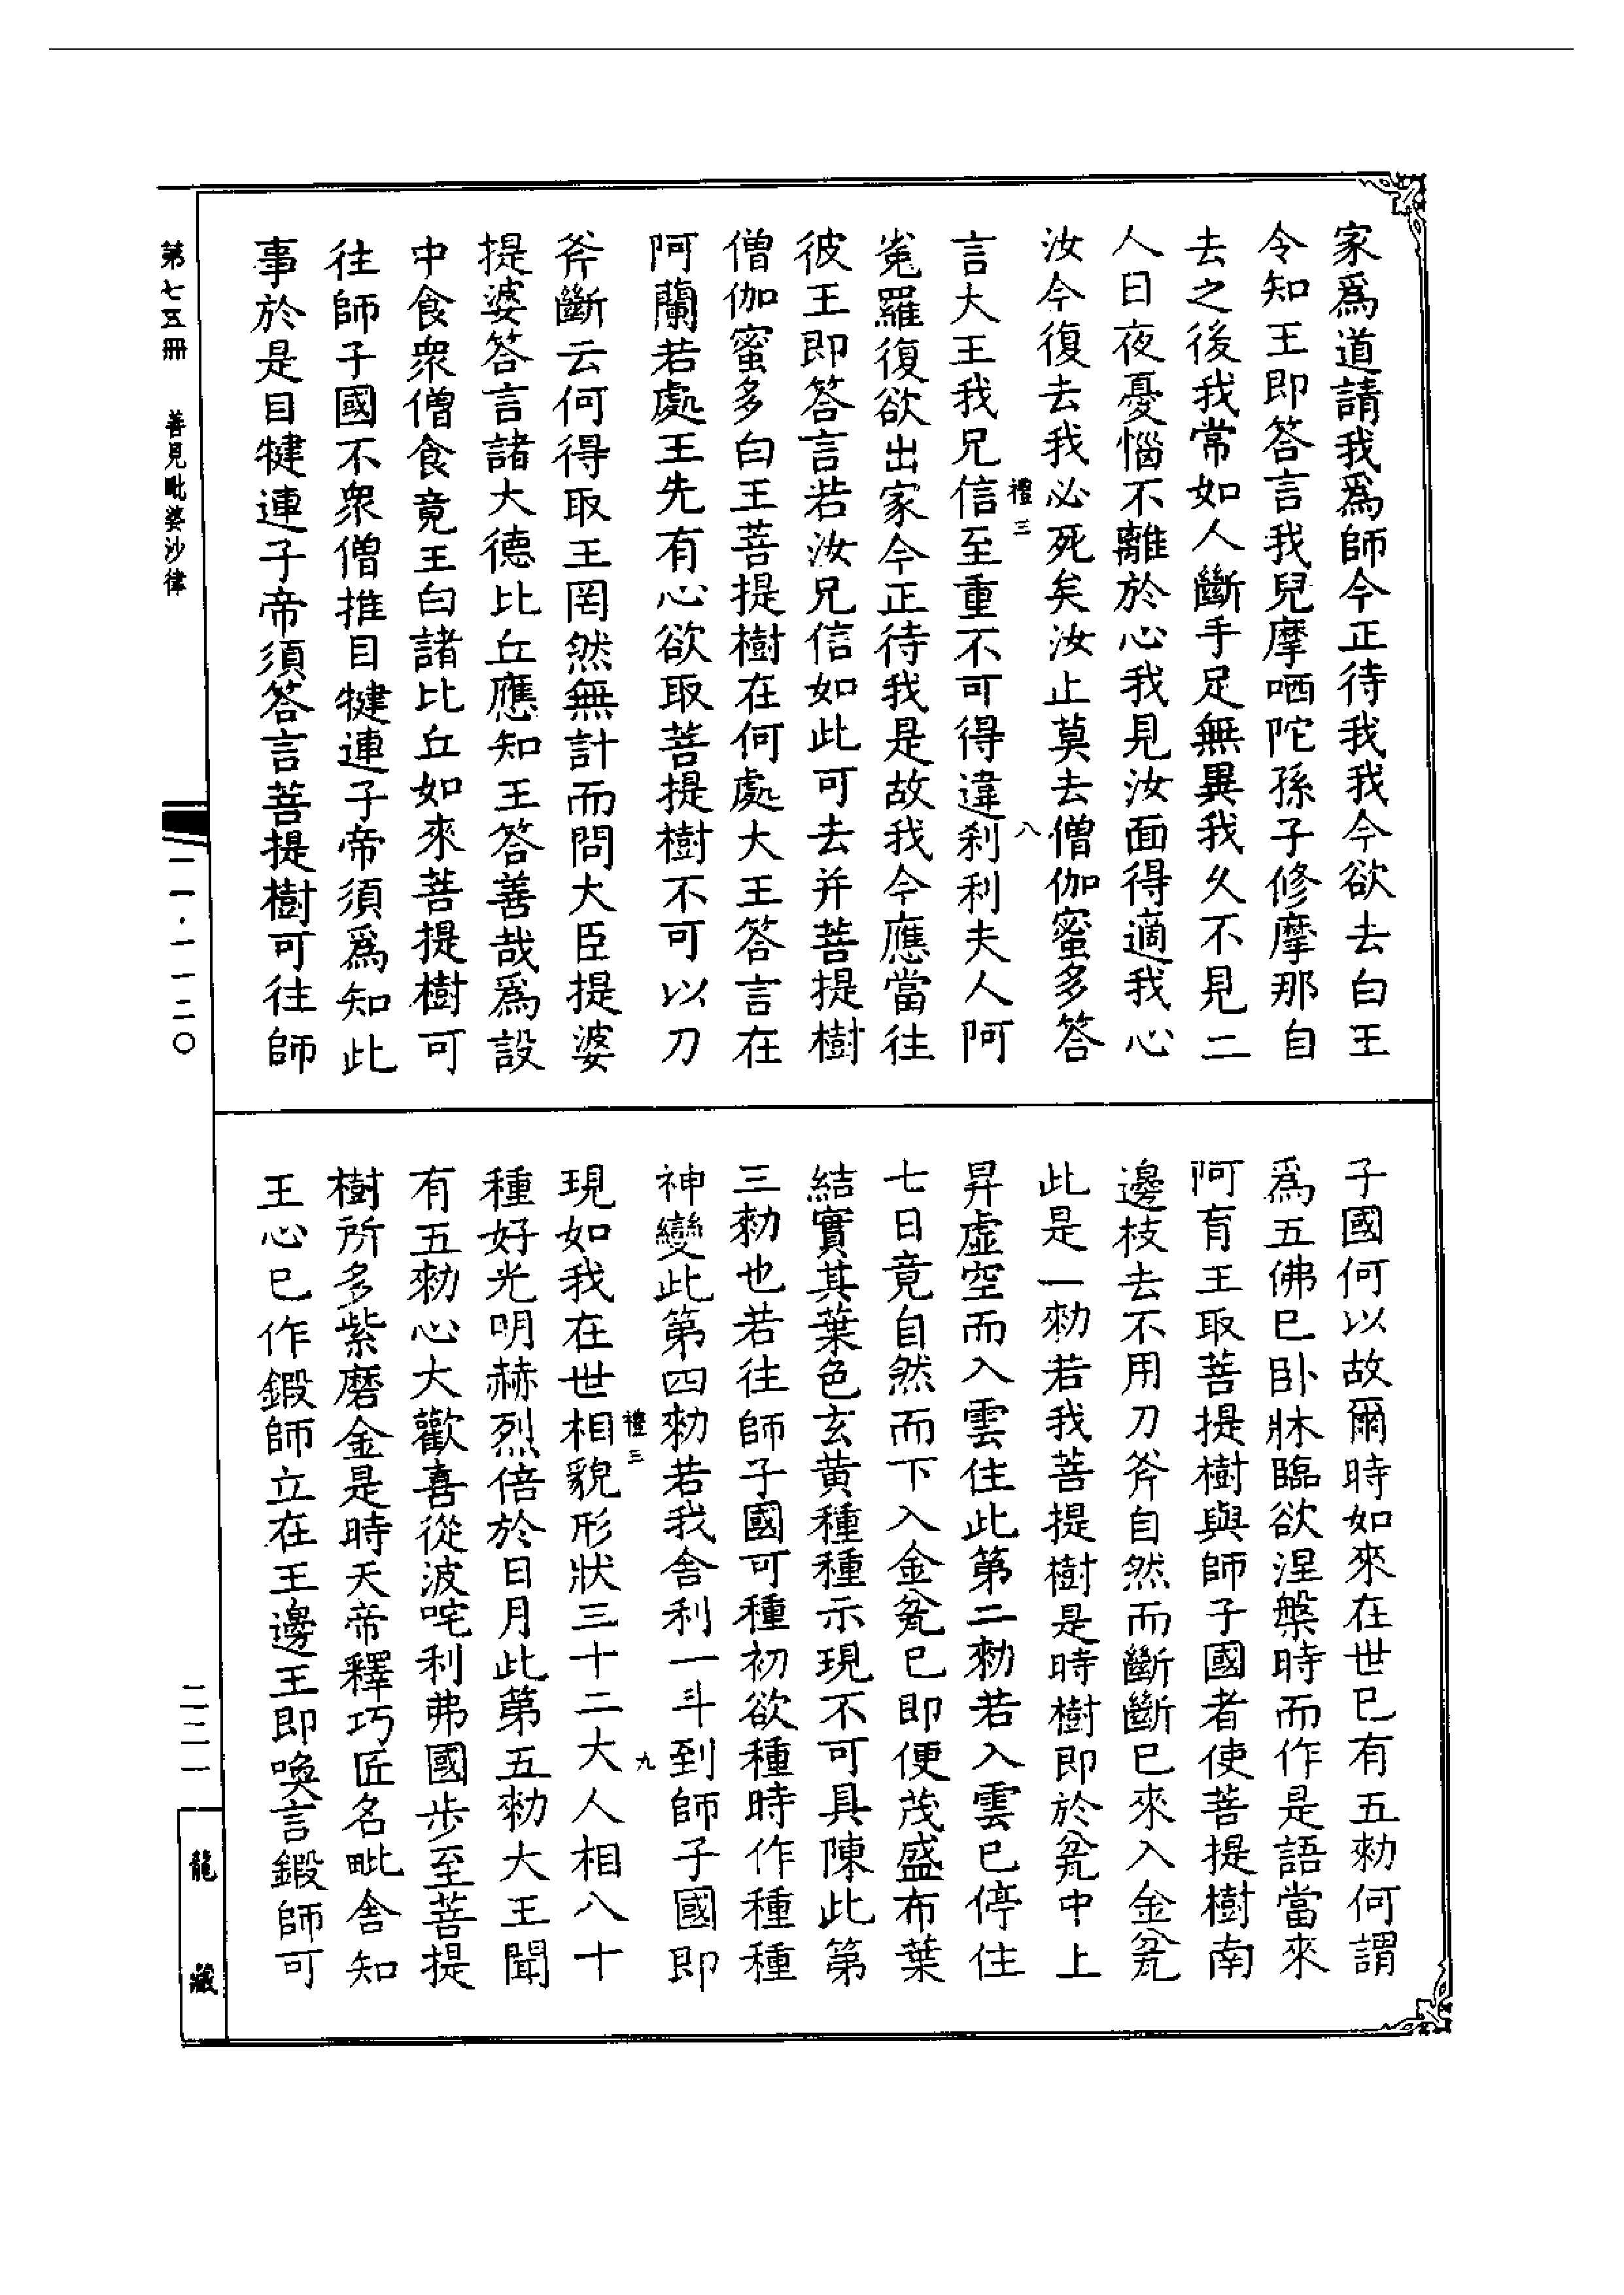 家爲道請我爲師今正待我我今欲去白王
令知王即答言我兒摩哂陀孫子修摩那自
去之後我常如人斷手足無異我久不見二
人日夜憂惱不離於心我見汝面得適我心
汝今復去我必死矣汝止莫去僧伽蜜多答
禮三
八
言大王我兄信至重不可得違刹利夫人阿
㝹羅復欲出家今正待我是故我今應當往
彼王即答言若汝兄信如此可去并菩提樹
僧伽蜜多白王菩提樹在何處大王答言在
阿蘭若處王先有心欲取菩提樹不可以刀
斧斷云何得取王罔然無計而問大臣提婆
提婆答言諸大德比丘應知王答善哉爲設
中食衆僧食竟王白諸比丘如來菩提樹可
往師子國不衆僧推目犍連子帝須爲知此
事於是目犍連子帝須答言菩提樹可往師
子國何以故爾時如來在世已有五勑何謂
爲五佛已卧牀臨欲涅槃時而作是語當來
阿育王取菩提樹與師子國者使菩提樹南
邊枝去不用刀斧自然而斷斷已來入金瓫
此是一勑若我菩提樹是時樹即於瓫中上
昇虛空而入雲住此第二勑若入雲已停住
七日竟自然而下入金瓫已即便茂盛布葉
結實其葉色玄黄種種示現不可具陳此第
三勑也若往師子國可種初欲種時作種種
神變此第四勑若我舍利一斗到師子國即
禮三
九
現如我在世相貌形狀三十二大人相八十
種好光明赫烈倍於日月此第五勑大王聞
有五勑心大歡喜從波咤利弗國步至菩提
樹所多紫磨金是時天帝釋巧匠名毗舍知
王心已作鍛師立在王邊王即喚言鍛師可
第七五冊 善見毗婆沙律
一一·一一二〇
二二一
龍藏